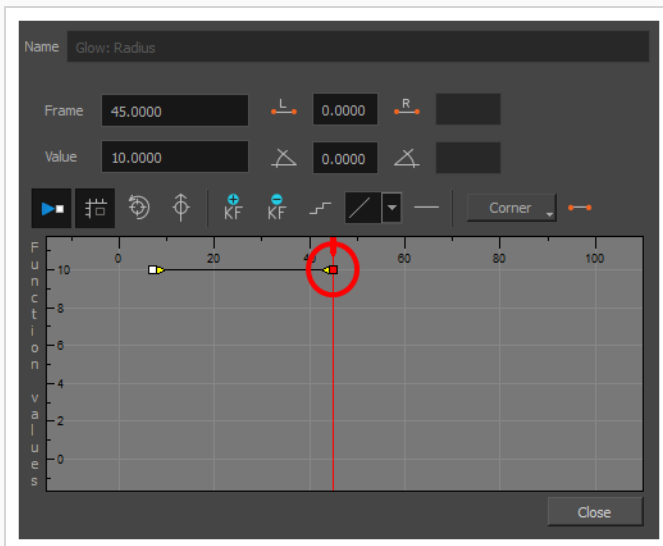 Name Glow: Radius
Frame 45.0000 L 0.0000 R
Value 10.0000 0.0000
KF KF Corner
Function values
0 20 40 60 80 100
10
8
6
4
2
0
Close